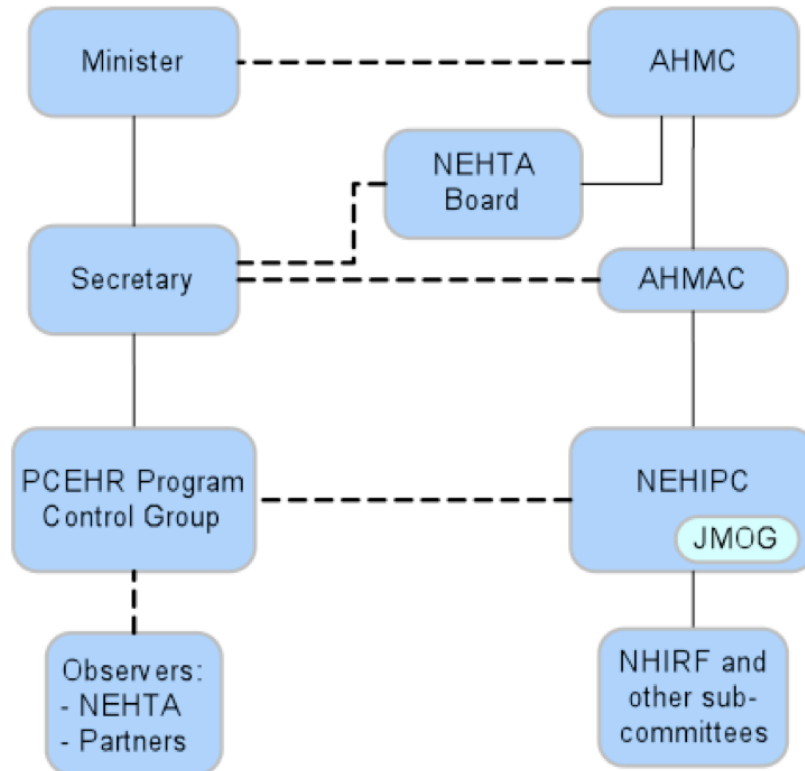 Minister
AHMC
NEHTA
Board
Secretary
AHMAC
PCEHR Program
Control Group
NEHIPC
JMOG
Observers:
- NEHTA
- Partners
NHIRF and
other sub-
committees